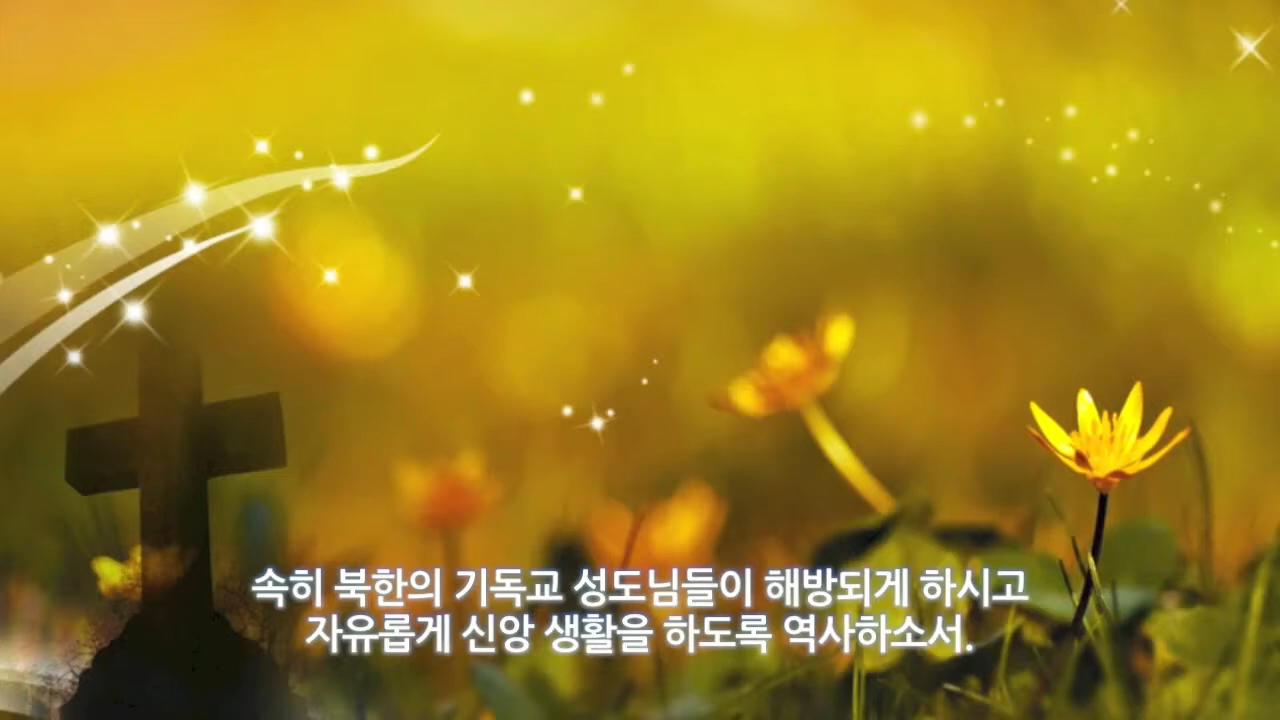 속히 북한의 기독교 성도님들이 해방되게 하시고
자유롭게 신앙 생활을 하도록 역사하소서.